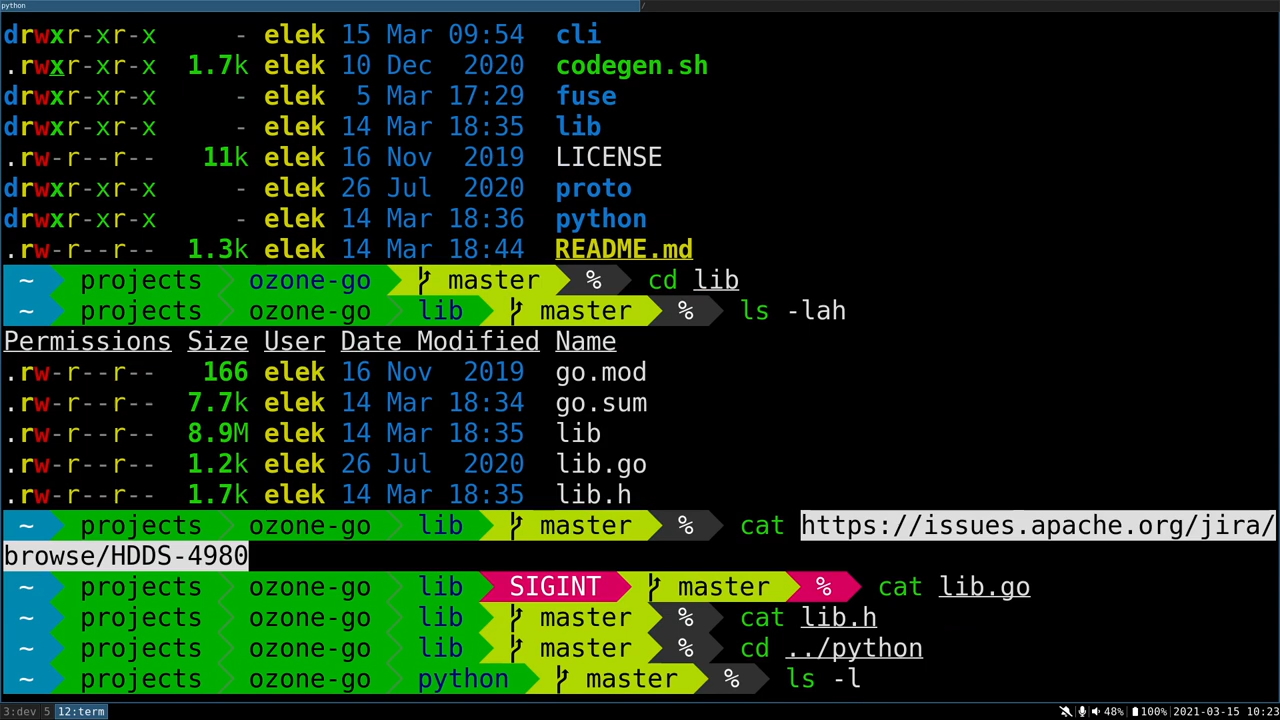 python /
drwxr-xr-x - elek 15 Mar 09:54 cli
.rwxr-xr-x 1.7k elek 10 Dec 2020 codegen.sh
drwxr-xr-x - elek 5 Mar 17:29 fuse
drwxr-xr-x - elek 14 Mar 18:35 lib
.rw-r--r-- 11k elek 16 Nov 2019 LICENSE
drwxr-xr-x - elek 26 Jul 2020 proto
drwxr-xr-x - elek 14 Mar 18:36 python
.rw-r--r-- 1.3k elek 14 Mar 18:44 README.md
~ projects ozone-go master % cd lib
~ projects ozone-go lib master % ls -lah
Permissions Size User Date Modified Name
.rw-r--r-- 166 elek 16 Nov 2019 go.mod
.rw-r--r-- 7.7k elek 14 Mar 18:34 go.sum
.rw-r--r-- 8.9M elek 14 Mar 18:35 lib
.rw-r--r-- 1.2k elek 26 Jul 2020 lib.go
.rw-r--r-- 1.7k elek 14 Mar 18:35 lib.h
~ projects ozone-go lib master % cat https://issues.apache.org/jira/
browse/HDDS-4980
~ projects ozone-go lib SIGINT master % cat lib.go
~ projects ozone-go lib master % cat lib.h
~ projects ozone-go lib master % cd ../python
~ projects ozone-go python master % ls -l
3:dev 5 12:term 48% 100% 2021-03-15 10:23